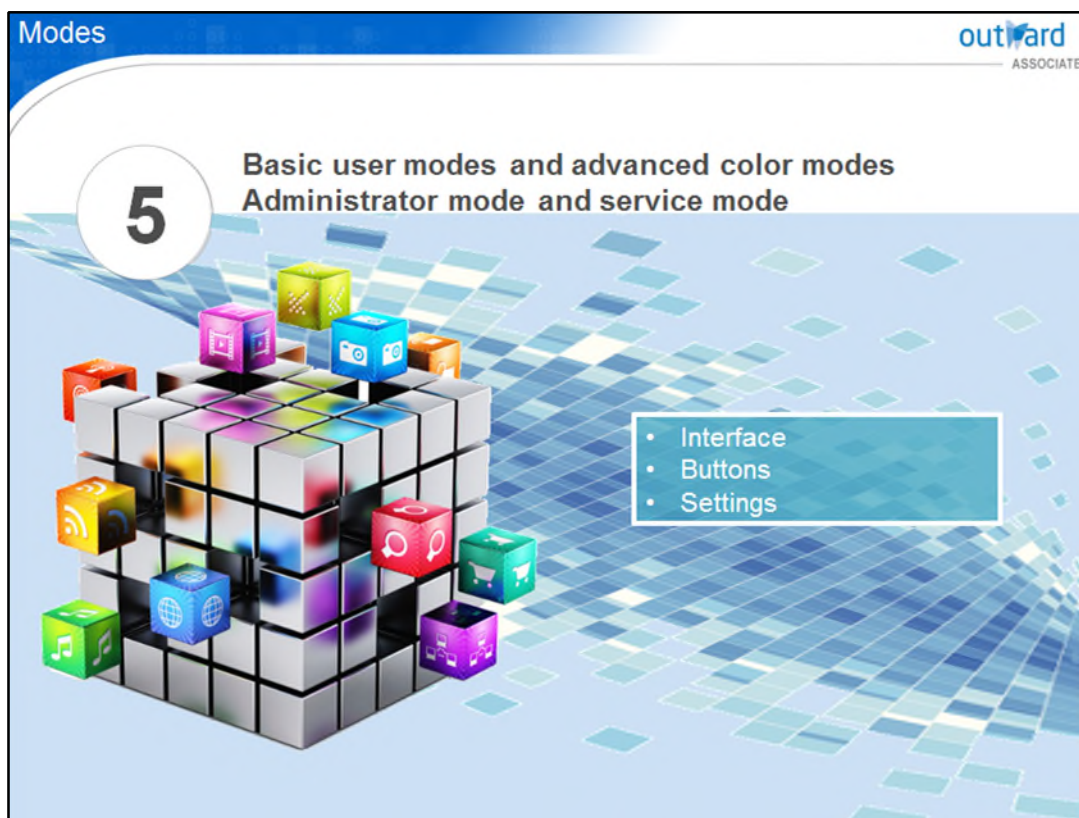 Modes
outward
ASSOCIATE
5
Basic user modes and advanced color modes
Administrator mode and service mode
• Interface
• Buttons
• Settings